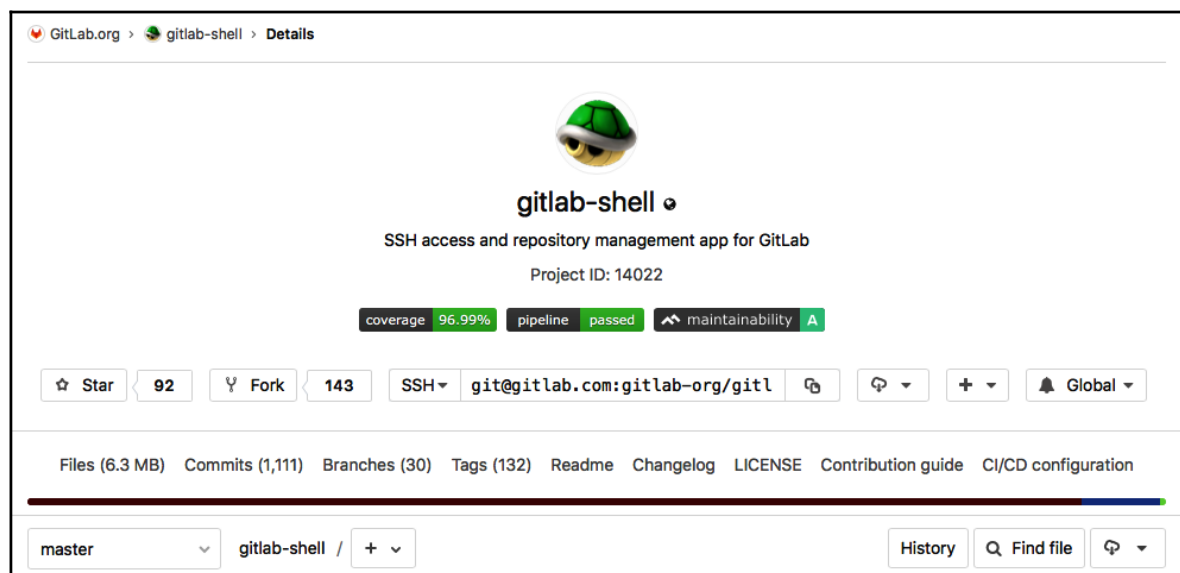 GitLab.org > gitlab-shell > Details
gitlab-shell
SSH access and repository management app for GitLab
Project ID: 14022
coverage 96.99% pipeline passed maintainability A
Star 92 Fork 143 SSH git@gitlab.com:gitlab-org/gitl Global
Files (6.3 MB) Commits (1,111) Branches (30) Tags (132) Readme Changelog LICENSE Contribution guide CI/CD configuration
master gitlab-shell / + History Find file